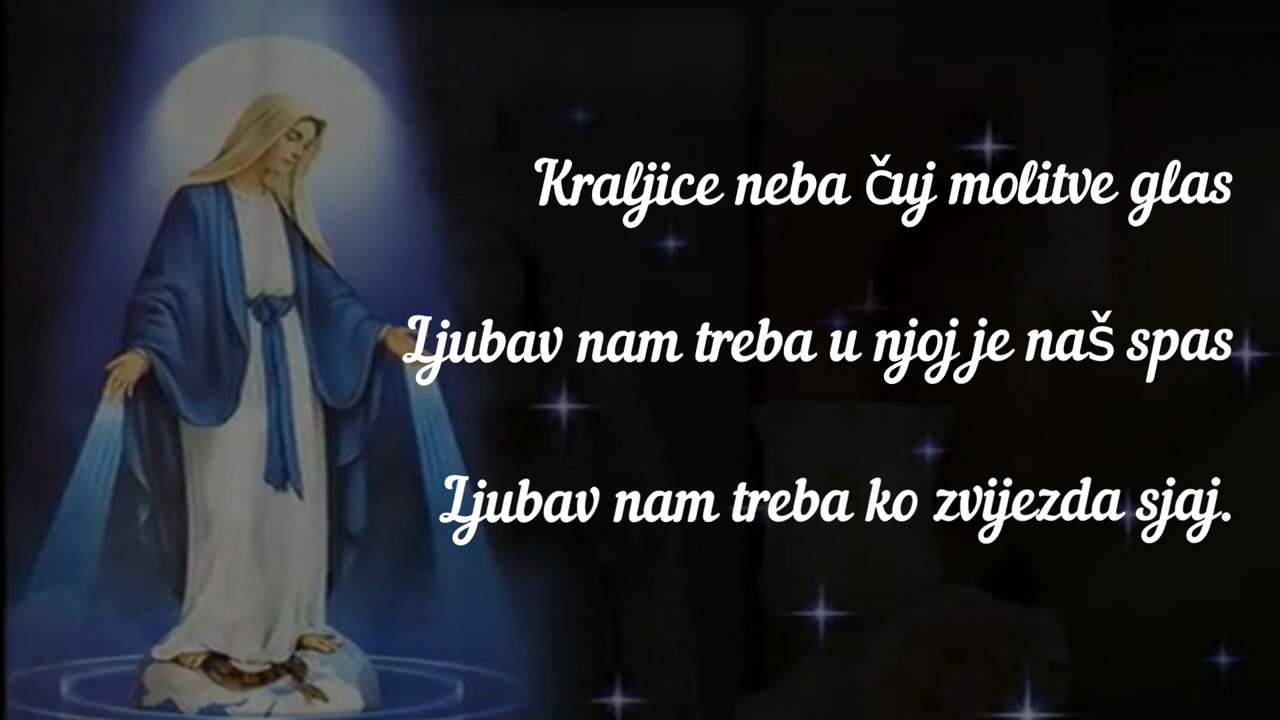 Kraljice neba čuj molitve glas
Ljubav nam treba u njoj je naš spas
Ljubav nam treba ko zvijezda sjaj.